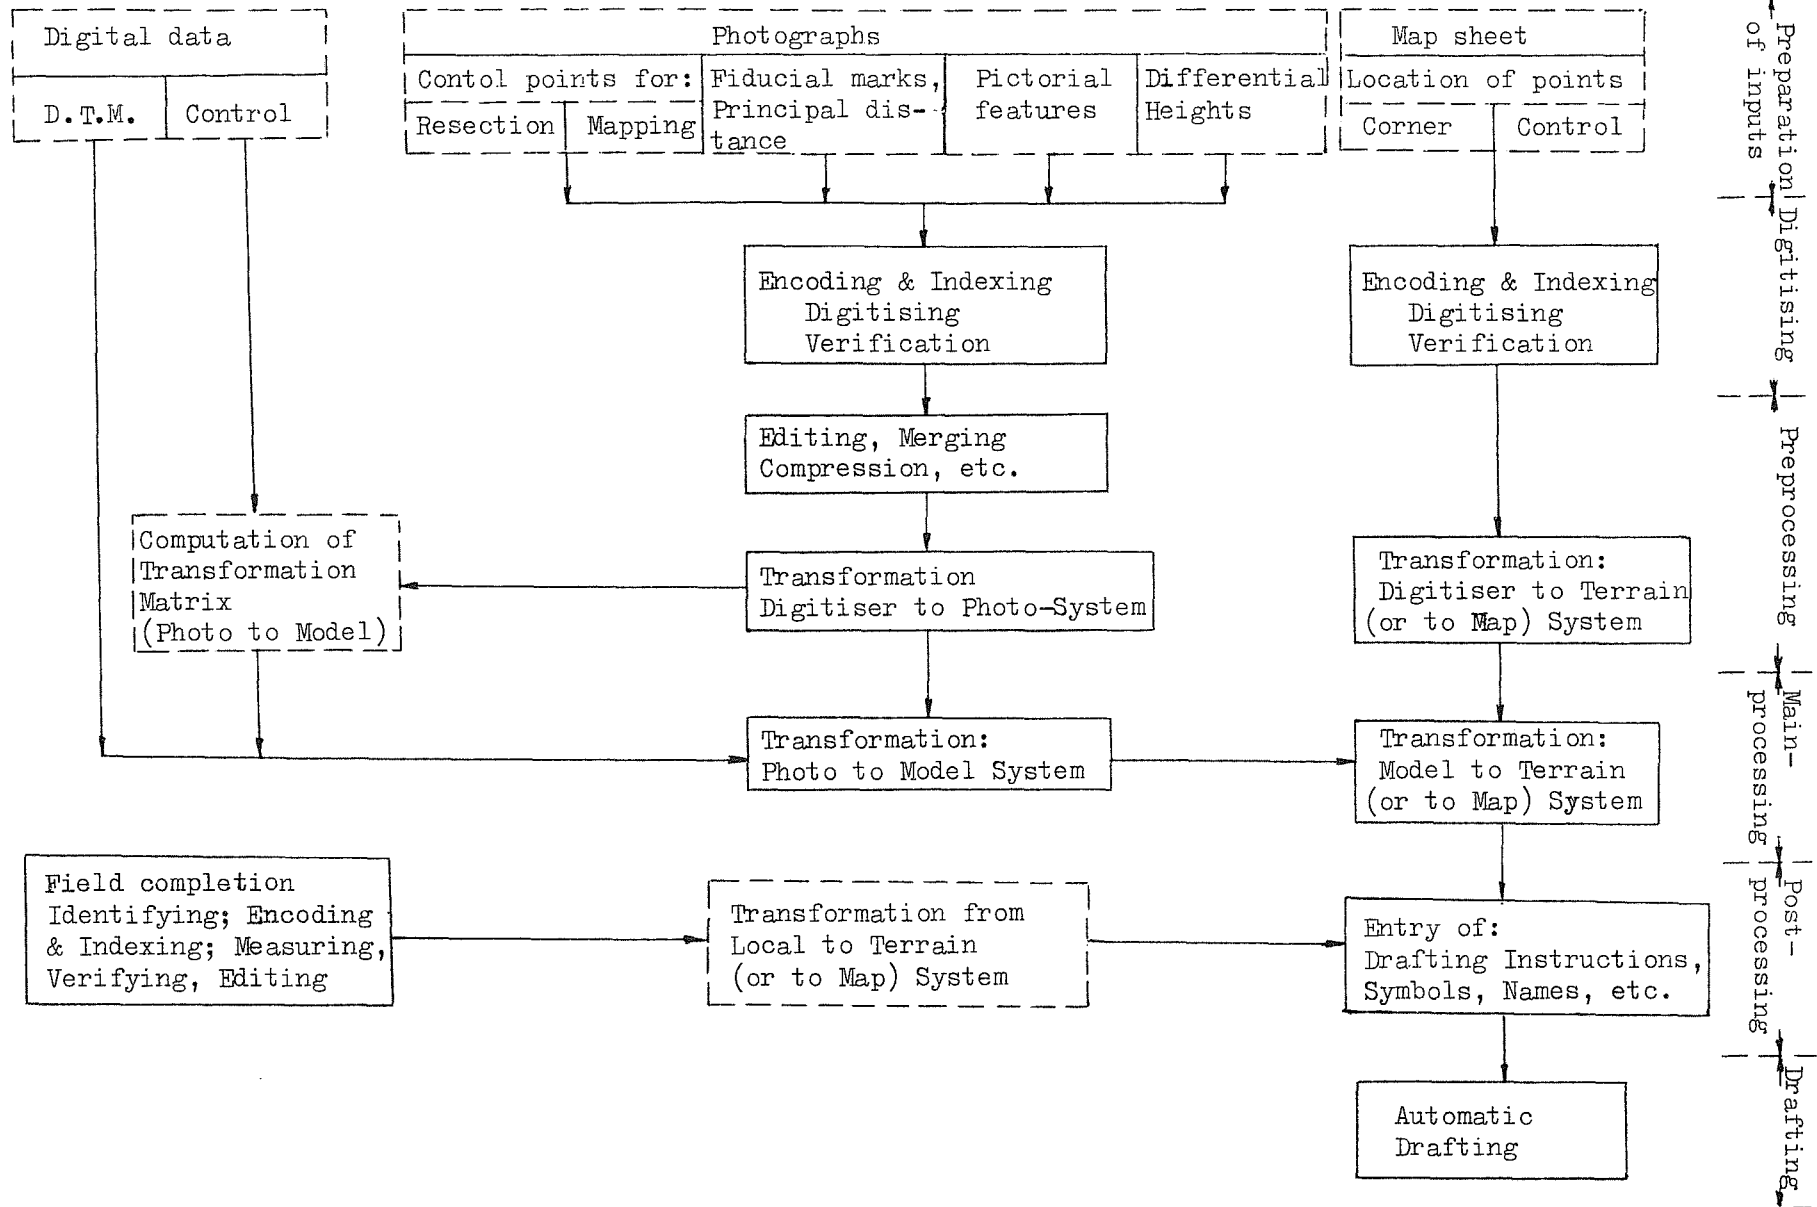 Digital data
D.T.M.
Control
Photographs
Contol points for:
Resection
Mapping
Fiducial marks,
Principal dis-
tance
Pictorial
features
Differential
Heights
Map sheet
Location of points
Corner
Control
Preparation
of inputs
Encoding & Indexing
Digitising
Verification
Encoding & Indexing
Digitising
Verification
Digitising
Editing, Merging
Compression, etc.
Computation of
Transformation
Matrix
(Photo to Model)
Transformation
Digitiser to Photo-System
Transformation:
Digitiser to Terrain
(or to Map) System
Preprocessing
Transformation:
Photo to Model System
Transformation:
Model to Terrain
(or to Map) System
Main-
processing
Field completion
Identifying; Encoding
& Indexing; Measuring,
Verifying, Editing
Transformation from
Local to Terrain
(or to Map) System
Entry of:
Drafting Instructions,
Symbols, Names, etc.
Post-
processing
Automatic
Drafting
Drafting